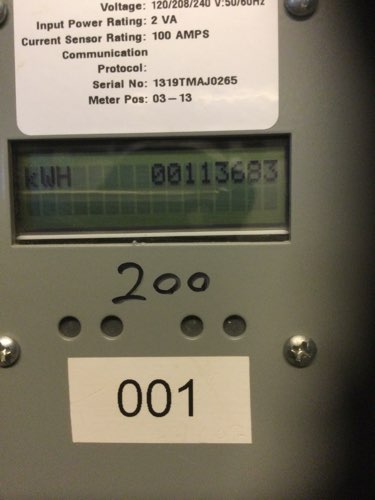 Voltage: 120/208/240 V:50/60Hz
Input Power Rating: 2 VA
Current Sensor Rating: 100 AMPS
Communication
Protocol:
Serial No: 1319TMAJ0265
Meter Pos: 03-13
kWH 00113683
200
001